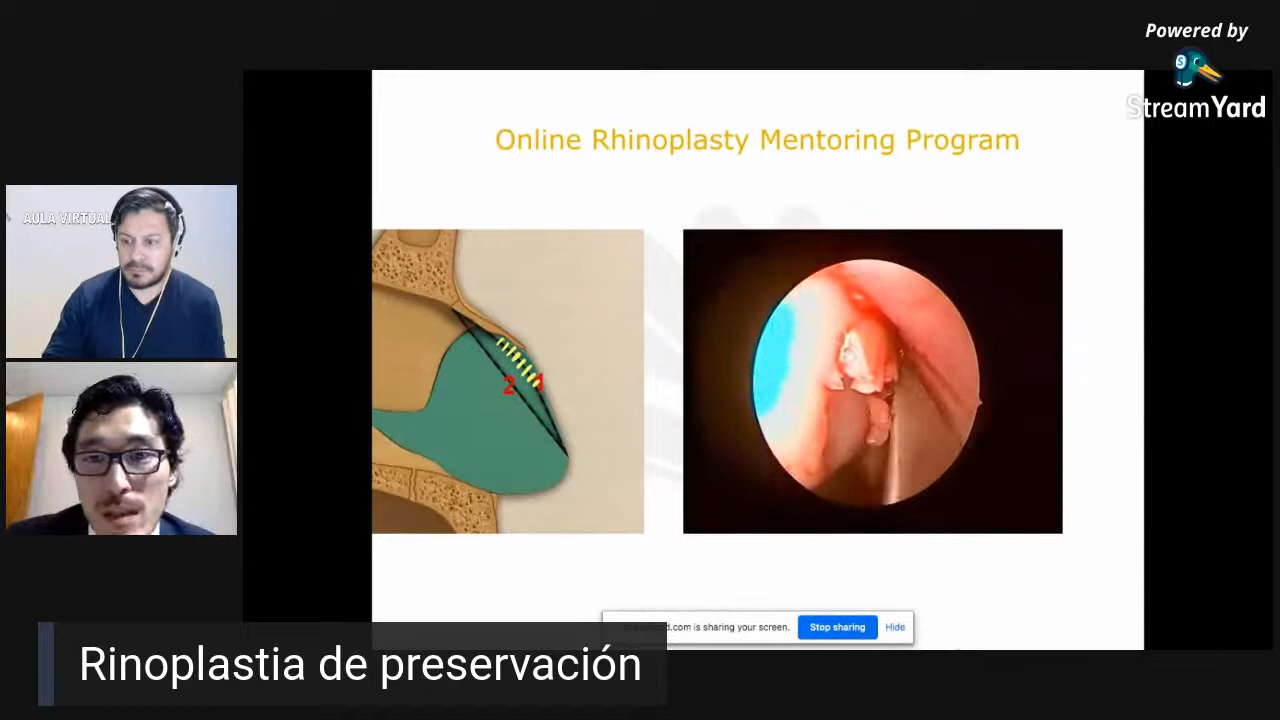 Powered by
StreamYard
Online Rhinoplasty Mentoring Program
AULA VIRTUAL
2 1
.com is sharing your screen. Stop sharing Hide
Rinoplastia de preservación